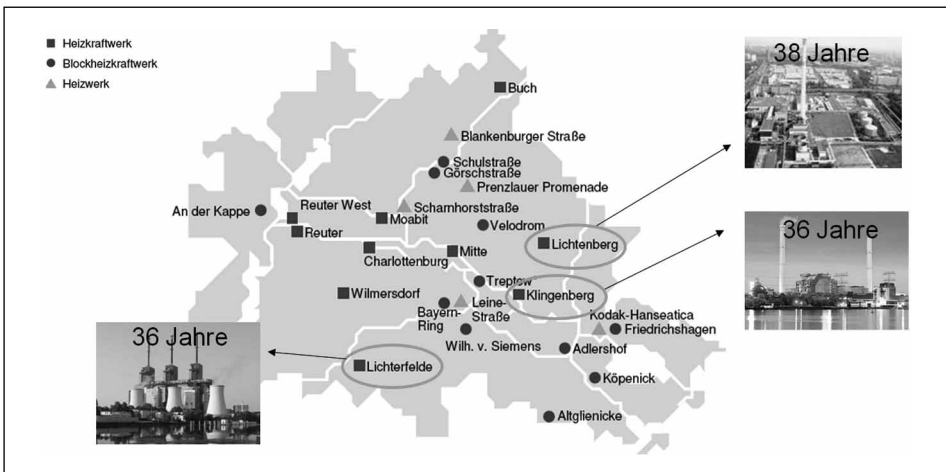 Heizkraftwerk
Blockheizkraftwerk
Heizwerk
38 Jahre
Buch
Blankenburger Straße
Schulstraße
Görschstraße
Prenzlauer Promenade
An der Kappe
Reuter West
Scharnhorststraße
Moabit
Velodrom
Reuter
Lichtenberg
36 Jahre
Charlottenburg
Mitte
Treptow
Wilmersdorf
Klingenberg
Bayern-
Ring
Leine-
Straße
Kodak-Hanseatica
Friedrichshagen
36 Jahre
Wilh. v. Siemens
Adlershof
Lichterfelde
Köpenick
Altglienicke